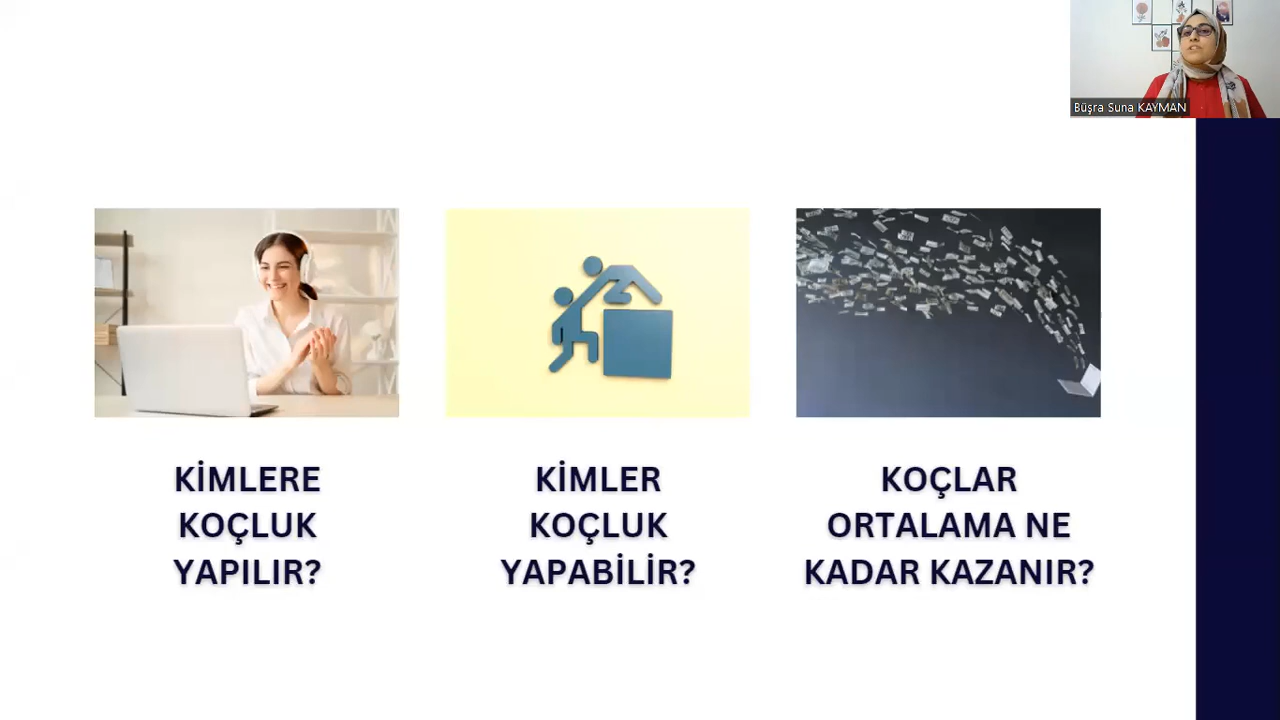 Büşra Suna KAYMAN
KİMLERE
KOÇLUK
YAPILIR?
KİMLER
KOÇLUK
YAPABİLİR?
KOÇLAR
ORTALAMA NE
KADAR KAZANIR?